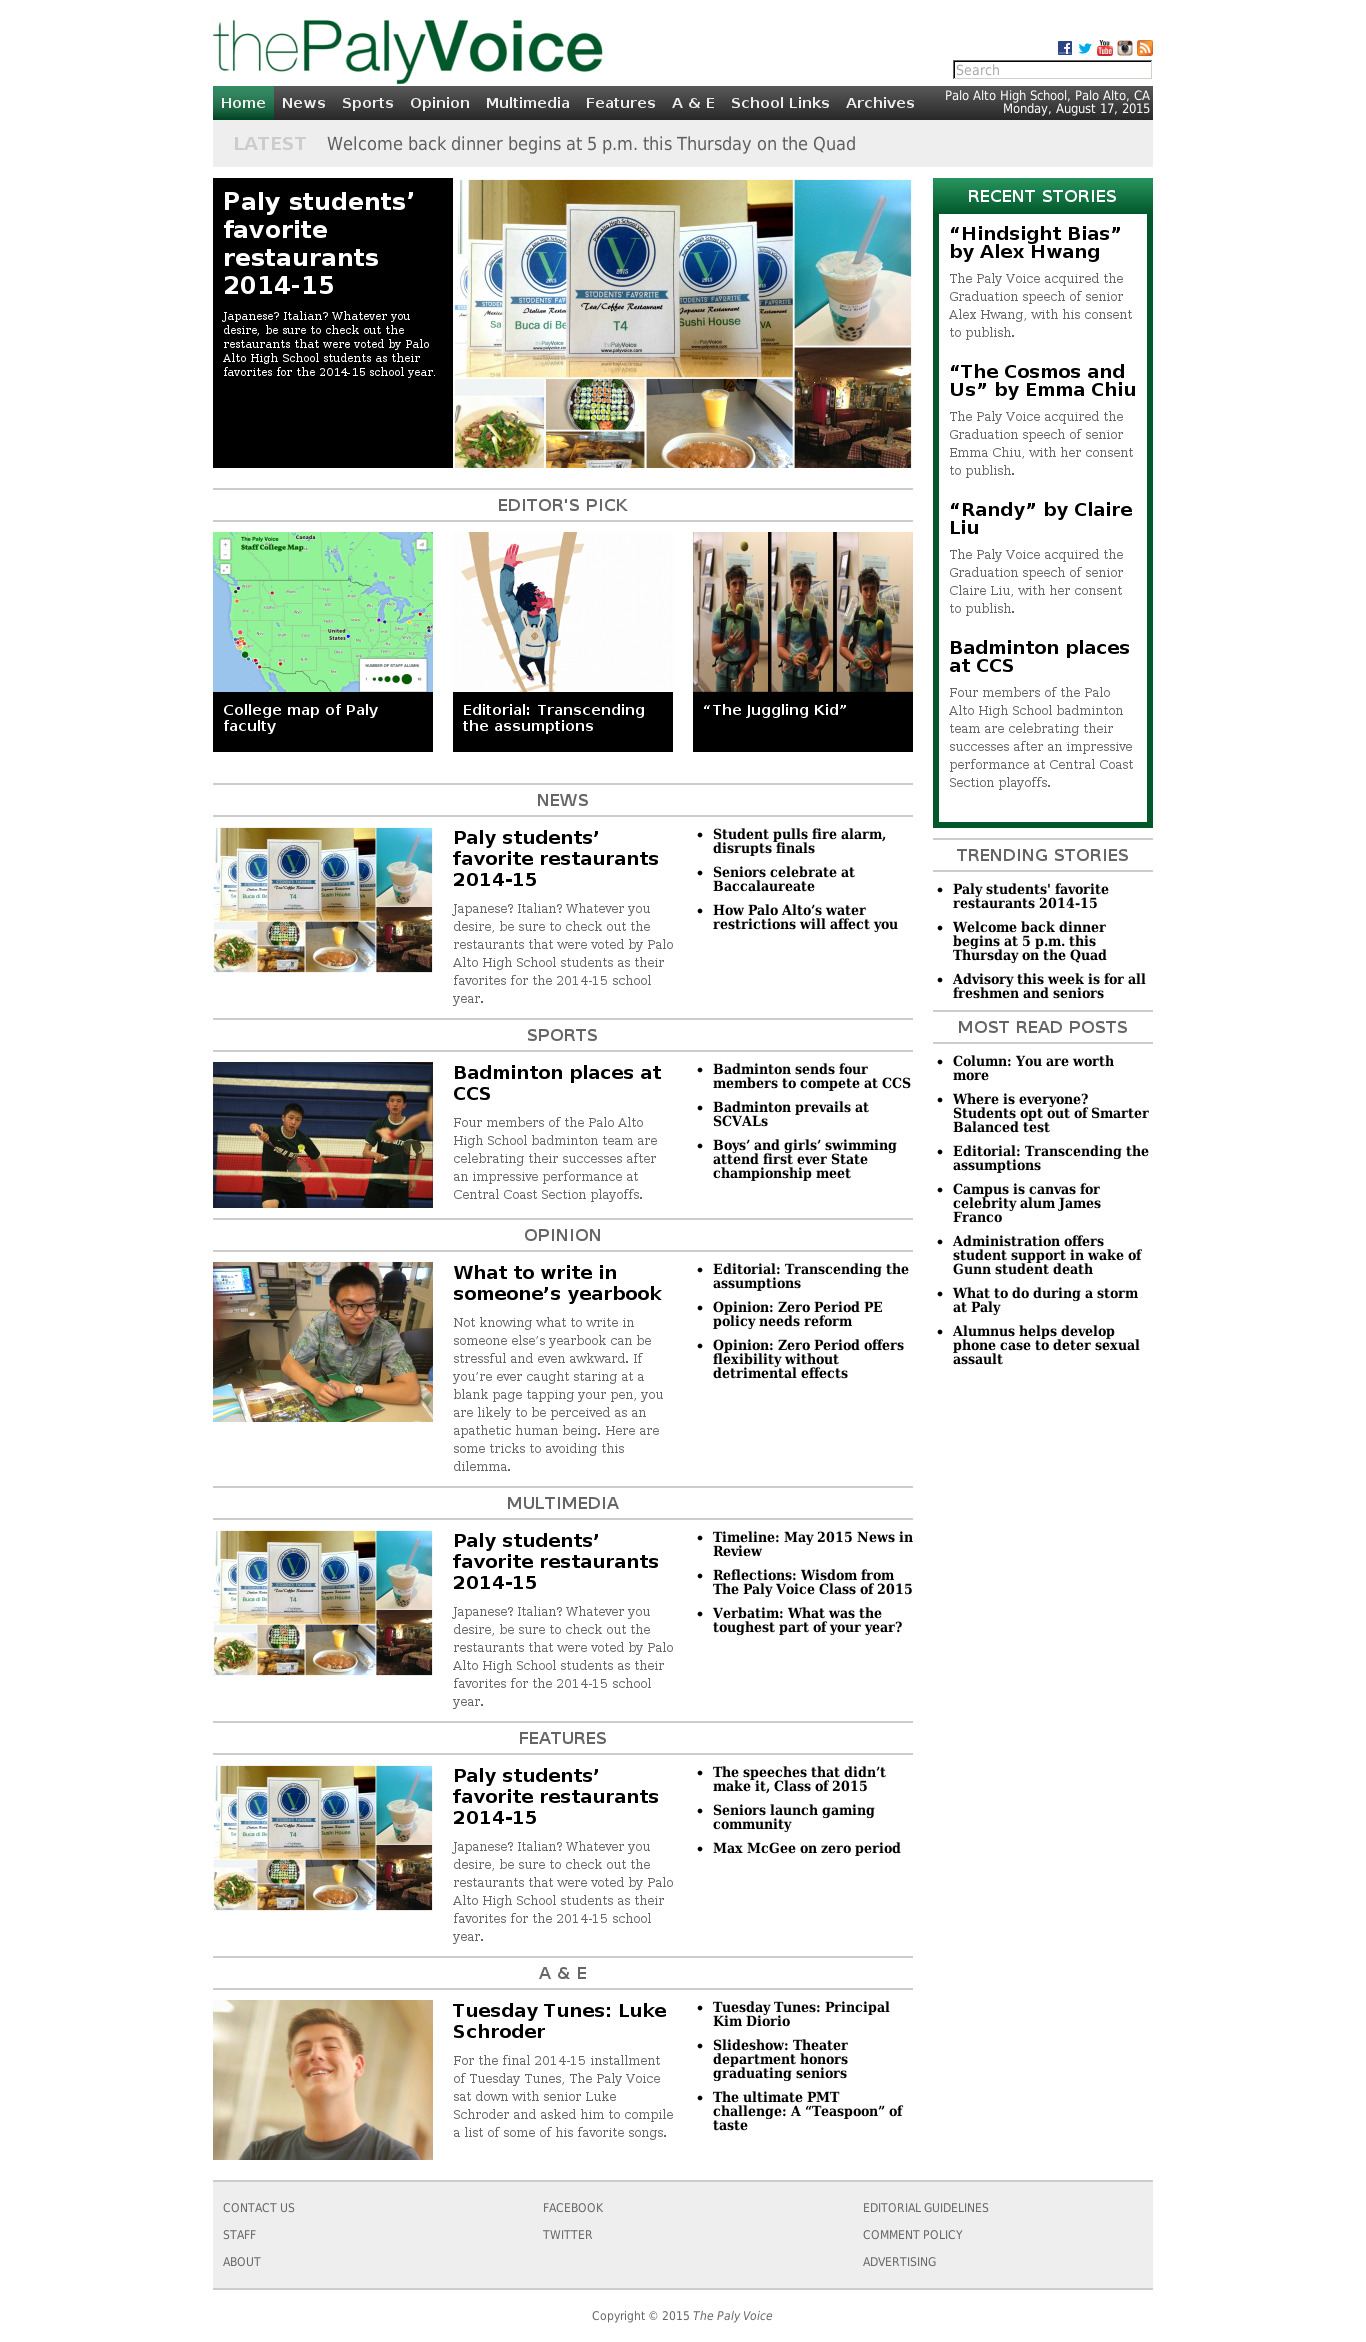 thePalyVoice
Search
Home News Sports Opinion Multimedia Features A & E School Links Archives
Palo Alto High School, Palo Alto, CA
Monday, August 17, 2015
LATEST Welcome back dinner begins at 5 p.m. this Thursday on the Quad
Paly students’
favorite
restaurants
2014-15
Japanese? Italian? Whatever you
desire, be sure to check out the
restaurants that were voted by Palo
Alto High School students as their
favorites for the 2014-15 school year.
STUDENTS' FAVORITE
Tea/Coffee Restaurant
T4
Buca di Be
Sushi House
EDITOR'S PICK
The Paly Voice
Staff College Map
Canada
United
States
NUMBER OF STAFF ALUMNI
College map of Paly
faculty
Editorial: Transcending
the assumptions
“The Juggling Kid”
NEWS
Paly students’
favorite restaurants
2014-15
Japanese? Italian? Whatever you
desire, be sure to check out the
restaurants that were voted by Palo
Alto High School students as their
favorites for the 2014-15 school
year.
Student pulls fire alarm,
disrupts finals
Seniors celebrate at
Baccalaureate
How Palo Alto’s water
restrictions will affect you
SPORTS
Badminton places at
CCS
Four members of the Palo Alto
High School badminton team are
celebrating their successes after
an impressive performance at
Central Coast Section playoffs.
Badminton sends four
members to compete at CCS
Badminton prevails at
SCVALs
Boys’ and girls’ swimming
attend first ever State
championship meet
OPINION
What to write in
someone’s yearbook
Not knowing what to write in
someone else’s yearbook can be
stressful and even awkward. If
you’re ever caught staring at a
blank page tapping your pen, you
are likely to be perceived as an
apathetic human being. Here are
some tricks to avoiding this
dilemma.
Editorial: Transcending the
assumptions
Opinion: Zero Period PE
policy needs reform
Opinion: Zero Period offers
flexibility without
detrimental effects
MULTIMEDIA
Paly students’
favorite restaurants
2014-15
Japanese? Italian? Whatever you
desire, be sure to check out the
restaurants that were voted by Palo
Alto High School students as their
favorites for the 2014-15 school
year.
Timeline: May 2015 News in
Review
Reflections: Wisdom from
The Paly Voice Class of 2015
Verbatim: What was the
toughest part of your year?
FEATURES
Paly students’
favorite restaurants
2014-15
Japanese? Italian? Whatever you
desire, be sure to check out the
restaurants that were voted by Palo
Alto High School students as their
favorites for the 2014-15 school
year.
The speeches that didn’t
make it, Class of 2015
Seniors launch gaming
community
Max McGee on zero period
A & E
Tuesday Tunes: Luke
Schroder
For the final 2014-15 installment
of Tuesday Tunes, The Paly Voice
sat down with senior Luke
Schroder and asked him to compile
a list of some of his favorite songs.
Tuesday Tunes: Principal
Kim Diorio
Slideshow: Theater
department honors
graduating seniors
The ultimate PMT
challenge: A “Teaspoon” of
taste
RECENT STORIES
“Hindsight Bias”
by Alex Hwang
The Paly Voice acquired the
Graduation speech of senior
Alex Hwang, with his consent
to publish.
“The Cosmos and
Us” by Emma Chiu
The Paly Voice acquired the
Graduation speech of senior
Emma Chiu, with her consent
to publish.
“Randy” by Claire
Liu
The Paly Voice acquired the
Graduation speech of senior
Claire Liu, with her consent
to publish.
Badminton places
at CCS
Four members of the Palo
Alto High School badminton
team are celebrating their
successes after an impressive
performance at Central Coast
Section playoffs.
TRENDING STORIES
Paly students' favorite
restaurants 2014-15
Welcome back dinner
begins at 5 p.m. this
Thursday on the Quad
Advisory this week is for all
freshmen and seniors
MOST READ POSTS
Column: You are worth
more
Where is everyone?
Students opt out of Smarter
Balanced test
Editorial: Transcending the
assumptions
Campus is canvas for
celebrity alum James
Franco
Administration offers
student support in wake of
Gunn student death
What to do during a storm
at Paly
Alumnus helps develop
phone case to deter sexual
assault
CONTACT US
STAFF
ABOUT
FACEBOOK
TWITTER
EDITORIAL GUIDELINES
COMMENT POLICY
ADVERTISING
Copyright © 2015 The Paly Voice